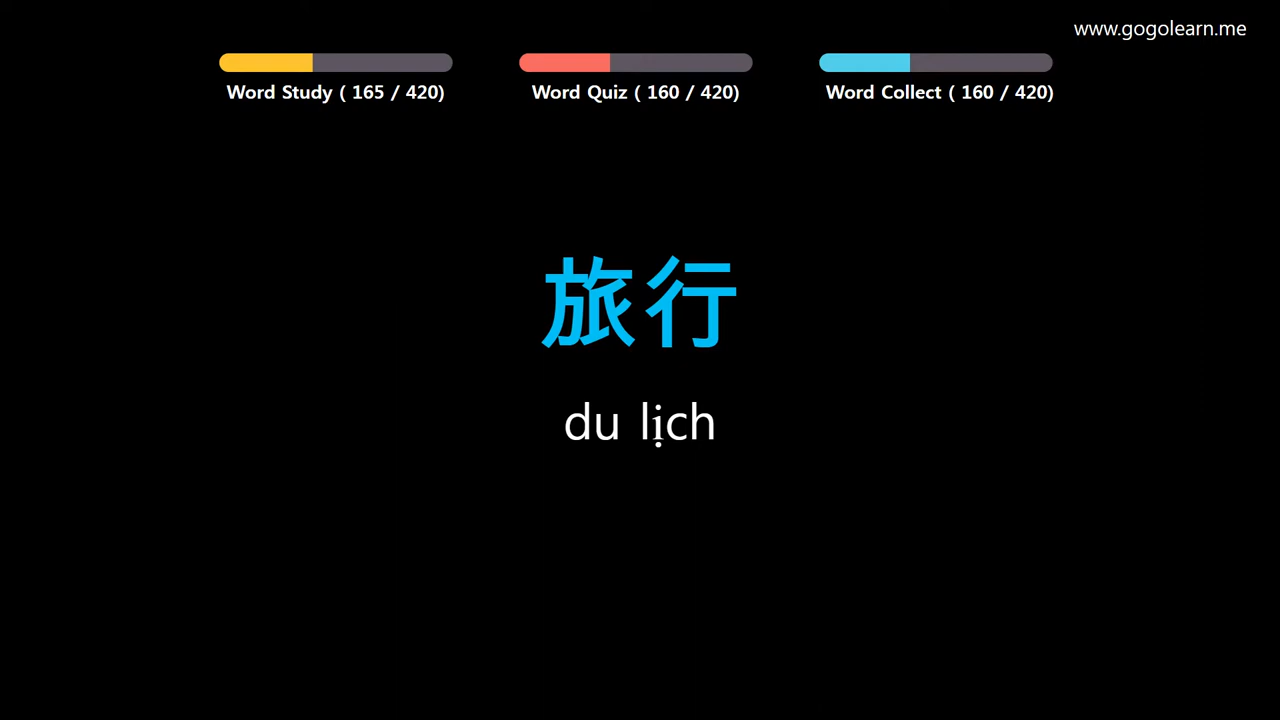 www.gogolearn.me
Word Study ( 165 / 420)
Word Quiz ( 160 / 420)
Word Collect ( 160 / 420)
旅行
du lịch